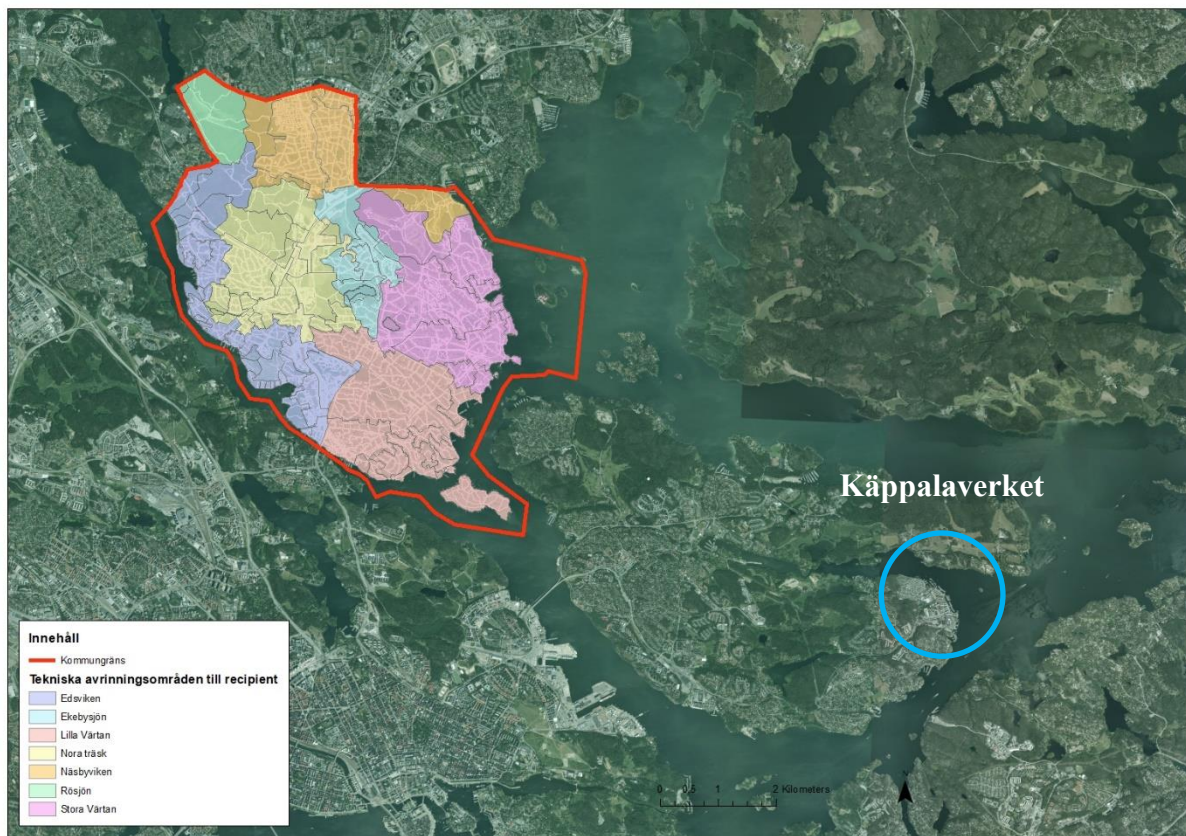 Käppalaverket
Innehåll
Kommungräns
Tekniska avrinningsområden till recipient
Edsviken
Ekebysjön
Lilla Värtan
Nora träsk
Näsbyviken
Rösjön
Stora Värtan
0 0,5 1 2 Kilometers
N